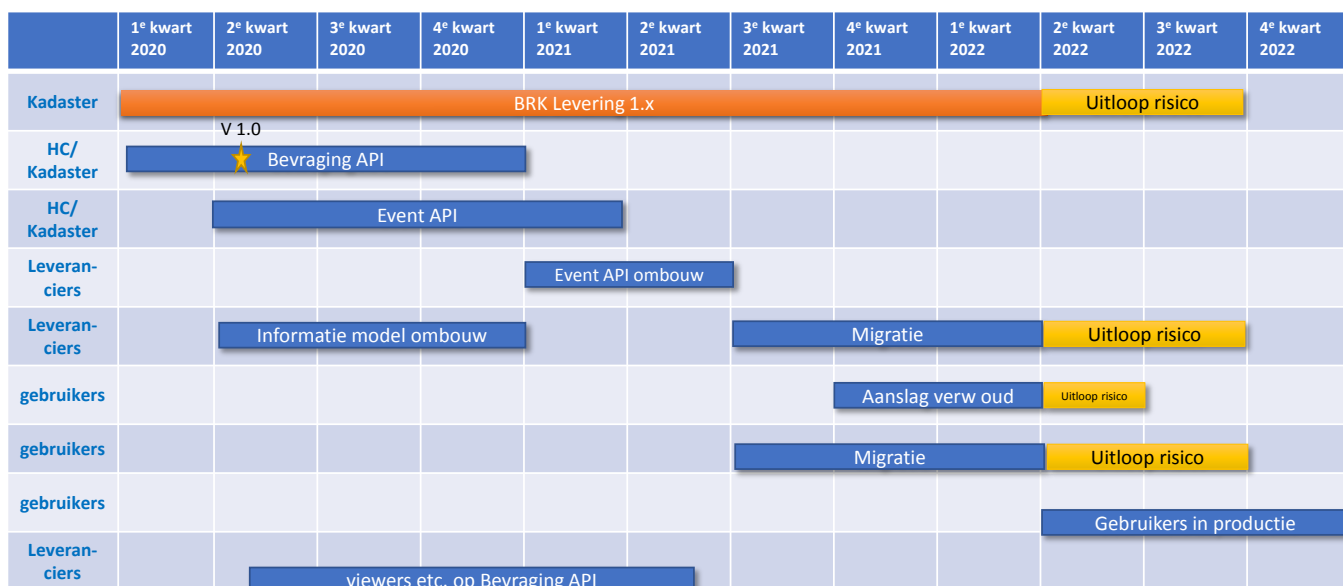 1e kwart 2020
2e kwart 2020
3e kwart 2020
4e kwart 2020
1e kwart 2021
2e kwart 2021
3e kwart 2021
4e kwart 2021
1e kwart 2022
2e kwart 2022
3e kwart 2022
4e kwart 2022
Kadaster
BRK Levering 1.x
Uitloop risico
V 1.0
HC/
Kadaster
Bevraging API
HC/
Kadaster
Event API
Leveran-
ciers
Event API ombouw
Leveran-
ciers
Informatie model ombouw
Migratie
Uitloop risico
gebruikers
Aanslag verw oud
Uitloop risico
gebruikers
Migratie
Uitloop risico
gebruikers
Gebruikers in productie
Leveran-
ciers
viewers etc. op Bevraging API